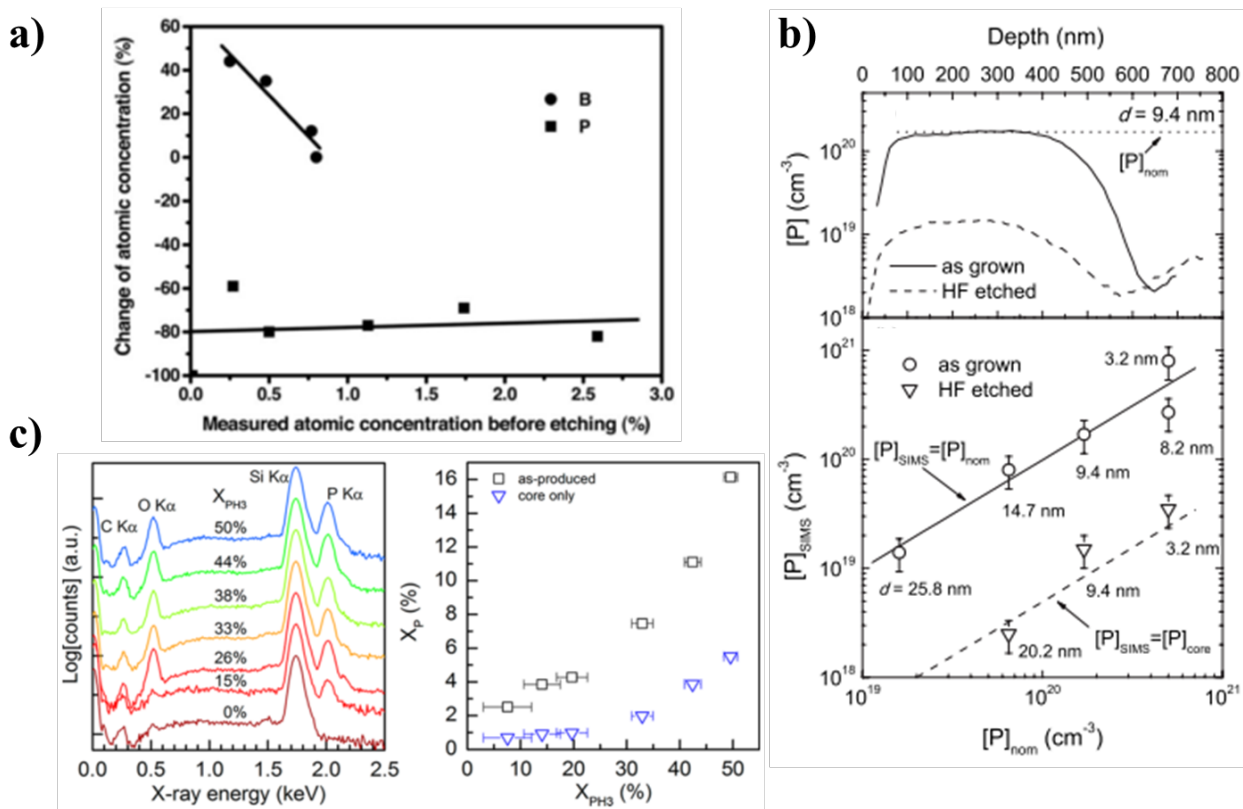 a)
Change of atomic concentration (%)
60
50
40
20
0
-20
-40
-60
-80
-100
B
P
0.0 0.5 1.0 1.5 2.0 2.5 3.0
Measured atomic concentration before etching (%)
b)
Depth (nm)
0 100 200 300 400 500 600 700 800
d = 9.4 nm
[P]nom
[P] (cm-3)
10^20
10^19
10^18
as grown
HF etched
10^21
10^20
10^19
10^18
[P]SIMS (cm-3)
as grown
HF etched
3.2 nm
[P]SIMS=[P]nom
8.2 nm
9.4 nm
14.7 nm
3.2 nm
d = 25.8 nm
9.4 nm
20.2 nm
[P]SIMS=[P]core
10^19 10^20 10^21
[P]nom (cm-3)
c)
Log[counts] (a.u.)
C Kα O Kα XPH3 Si Kα P Kα
50%
44%
38%
33%
26%
15%
0%
0.0 0.5 1.0 1.5 2.0 2.5
X-ray energy (keV)
XP (%)
16
14
12
10
8
6
4
2
0
as-produced
core only
0 10 20 30 40 50
XPH3 (%)